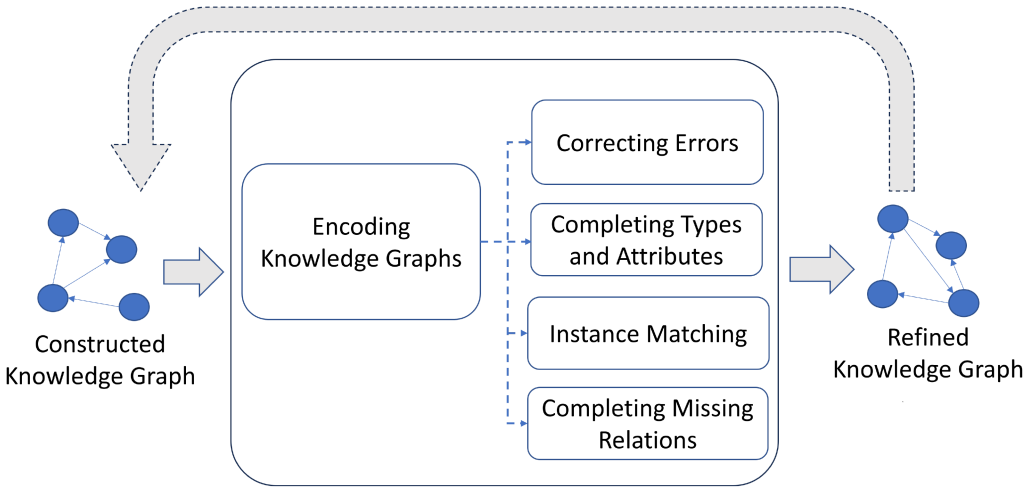 Constructed
Knowledge Graph
Encoding
Knowledge Graphs
Correcting Errors
Completing Types
and Attributes
Instance Matching
Completing Missing
Relations
Refined
Knowledge Graph